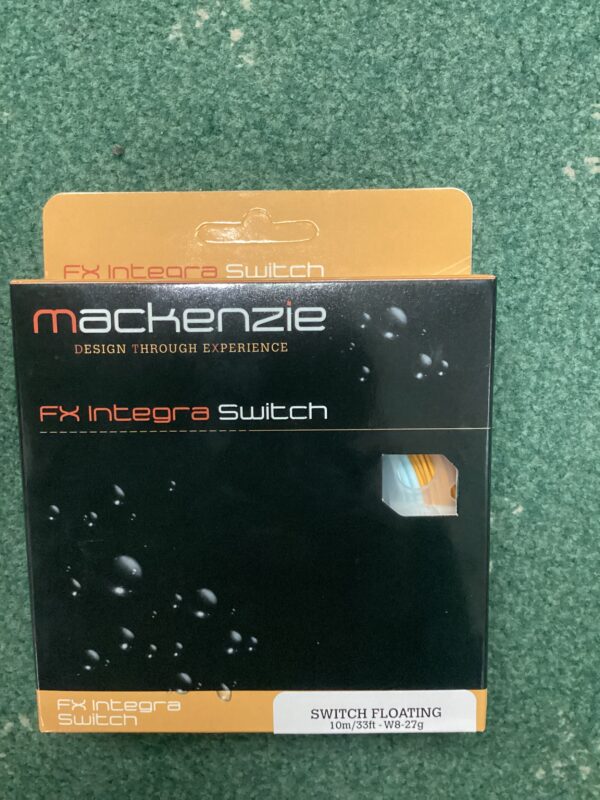 FX Integra Switch
mackenzie
DESIGN THROUGH EXPERIENCE
FX Integra Switch
FX Integra
Switch
SWITCH FLOATING
10m/33ft - W8-27g